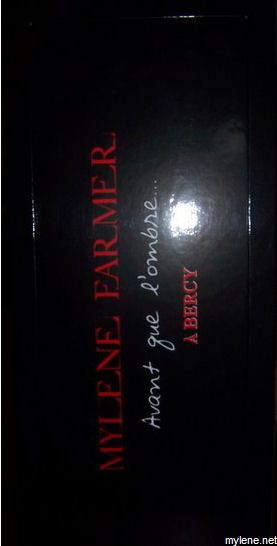 MYLENE FARMER
Avant que l'ombre...
A BERCY
mylene.net